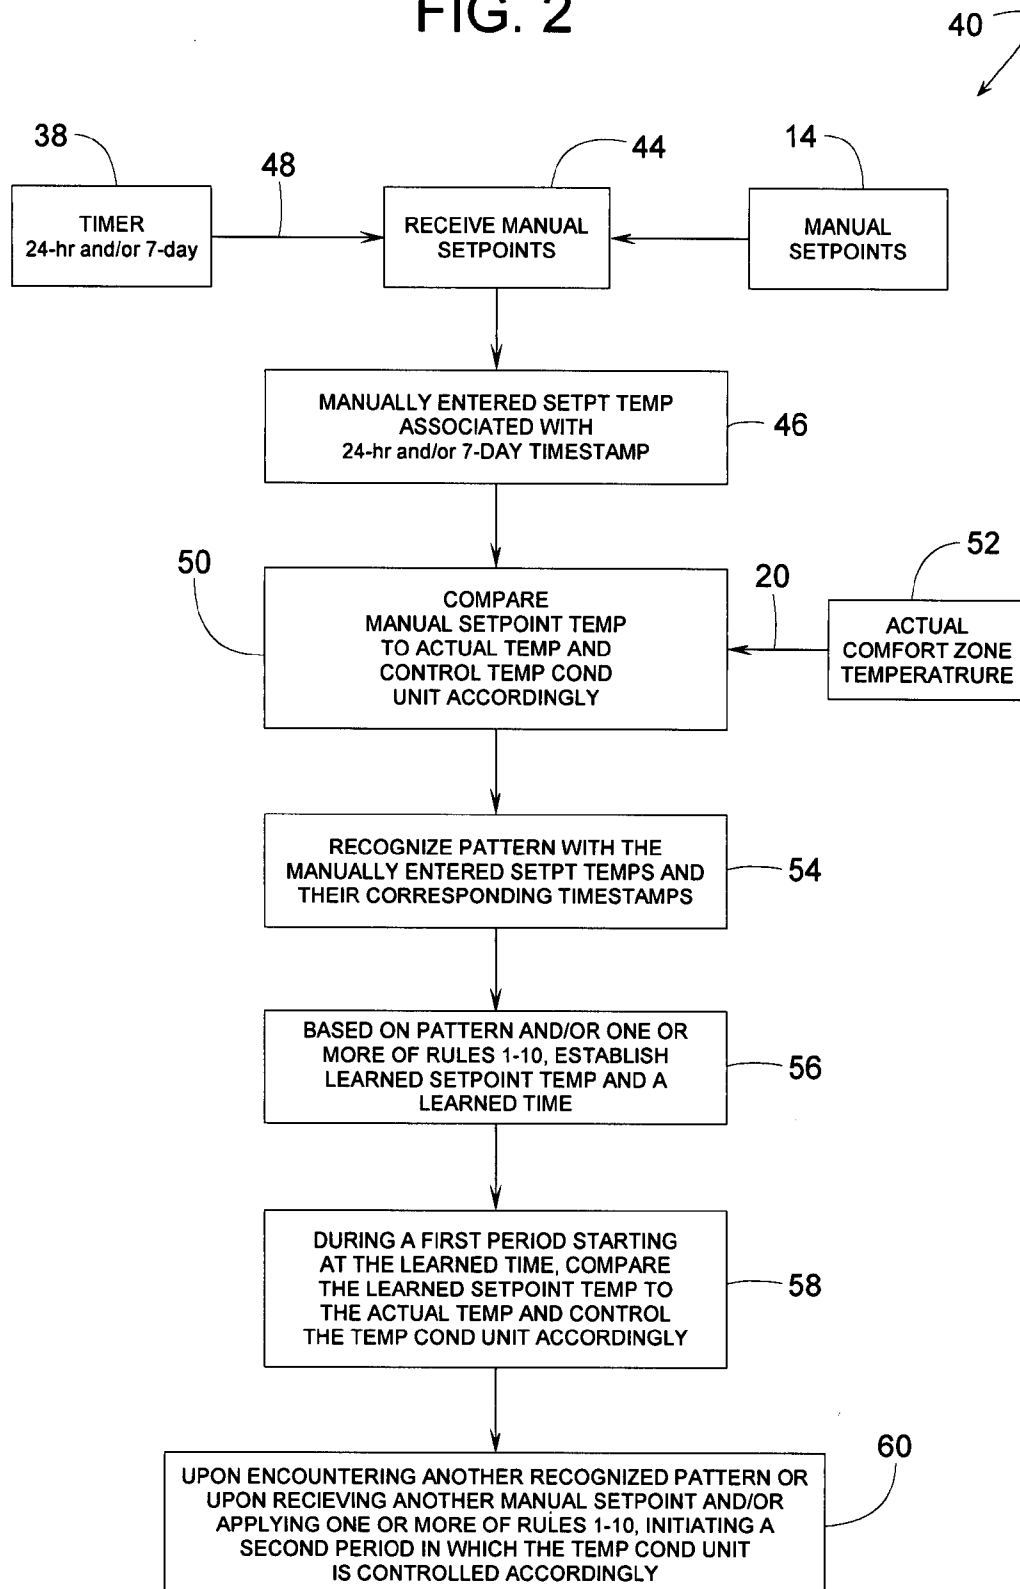 FIG. 2
40
38
48
44
14
TIMER
24-hr and/or 7-day
RECEIVE MANUAL
SETPOINTS
MANUAL
SETPOINTS
MANUALLY ENTERED SETPT TEMP
ASSOCIATED WITH
24-hr and/or 7-DAY TIMESTAMP
46
50
COMPARE
MANUAL SETPOINT TEMP
TO ACTUAL TEMP AND
CONTROL TEMP COND
UNIT ACCORDINGLY
20
52
ACTUAL
COMFORT ZONE
TEMPERATRURE
RECOGNIZE PATTERN WITH THE
MANUALLY ENTERED SETPT TEMPS AND
THEIR CORRESPONDING TIMESTAMPS
54
BASED ON PATTERN AND/OR ONE OR
MORE OF RULES 1-10, ESTABLISH
LEARNED SETPOINT TEMP AND A
LEARNED TIME
56
DURING A FIRST PERIOD STARTING
AT THE LEARNED TIME, COMPARE
THE LEARNED SETPOINT TEMP TO
THE ACTUAL TEMP AND CONTROL
THE TEMP COND UNIT ACCORDINGLY
58
60
UPON ENCOUNTERING ANOTHER RECOGNIZED PATTERN OR
UPON RECIEVING ANOTHER MANUAL SETPOINT AND/OR
APPLYING ONE OR MORE OF RULES 1-10, INITIATING A
SECOND PERIOD IN WHICH THE TEMP COND UNIT
IS CONTROLLED ACCORDINGLY